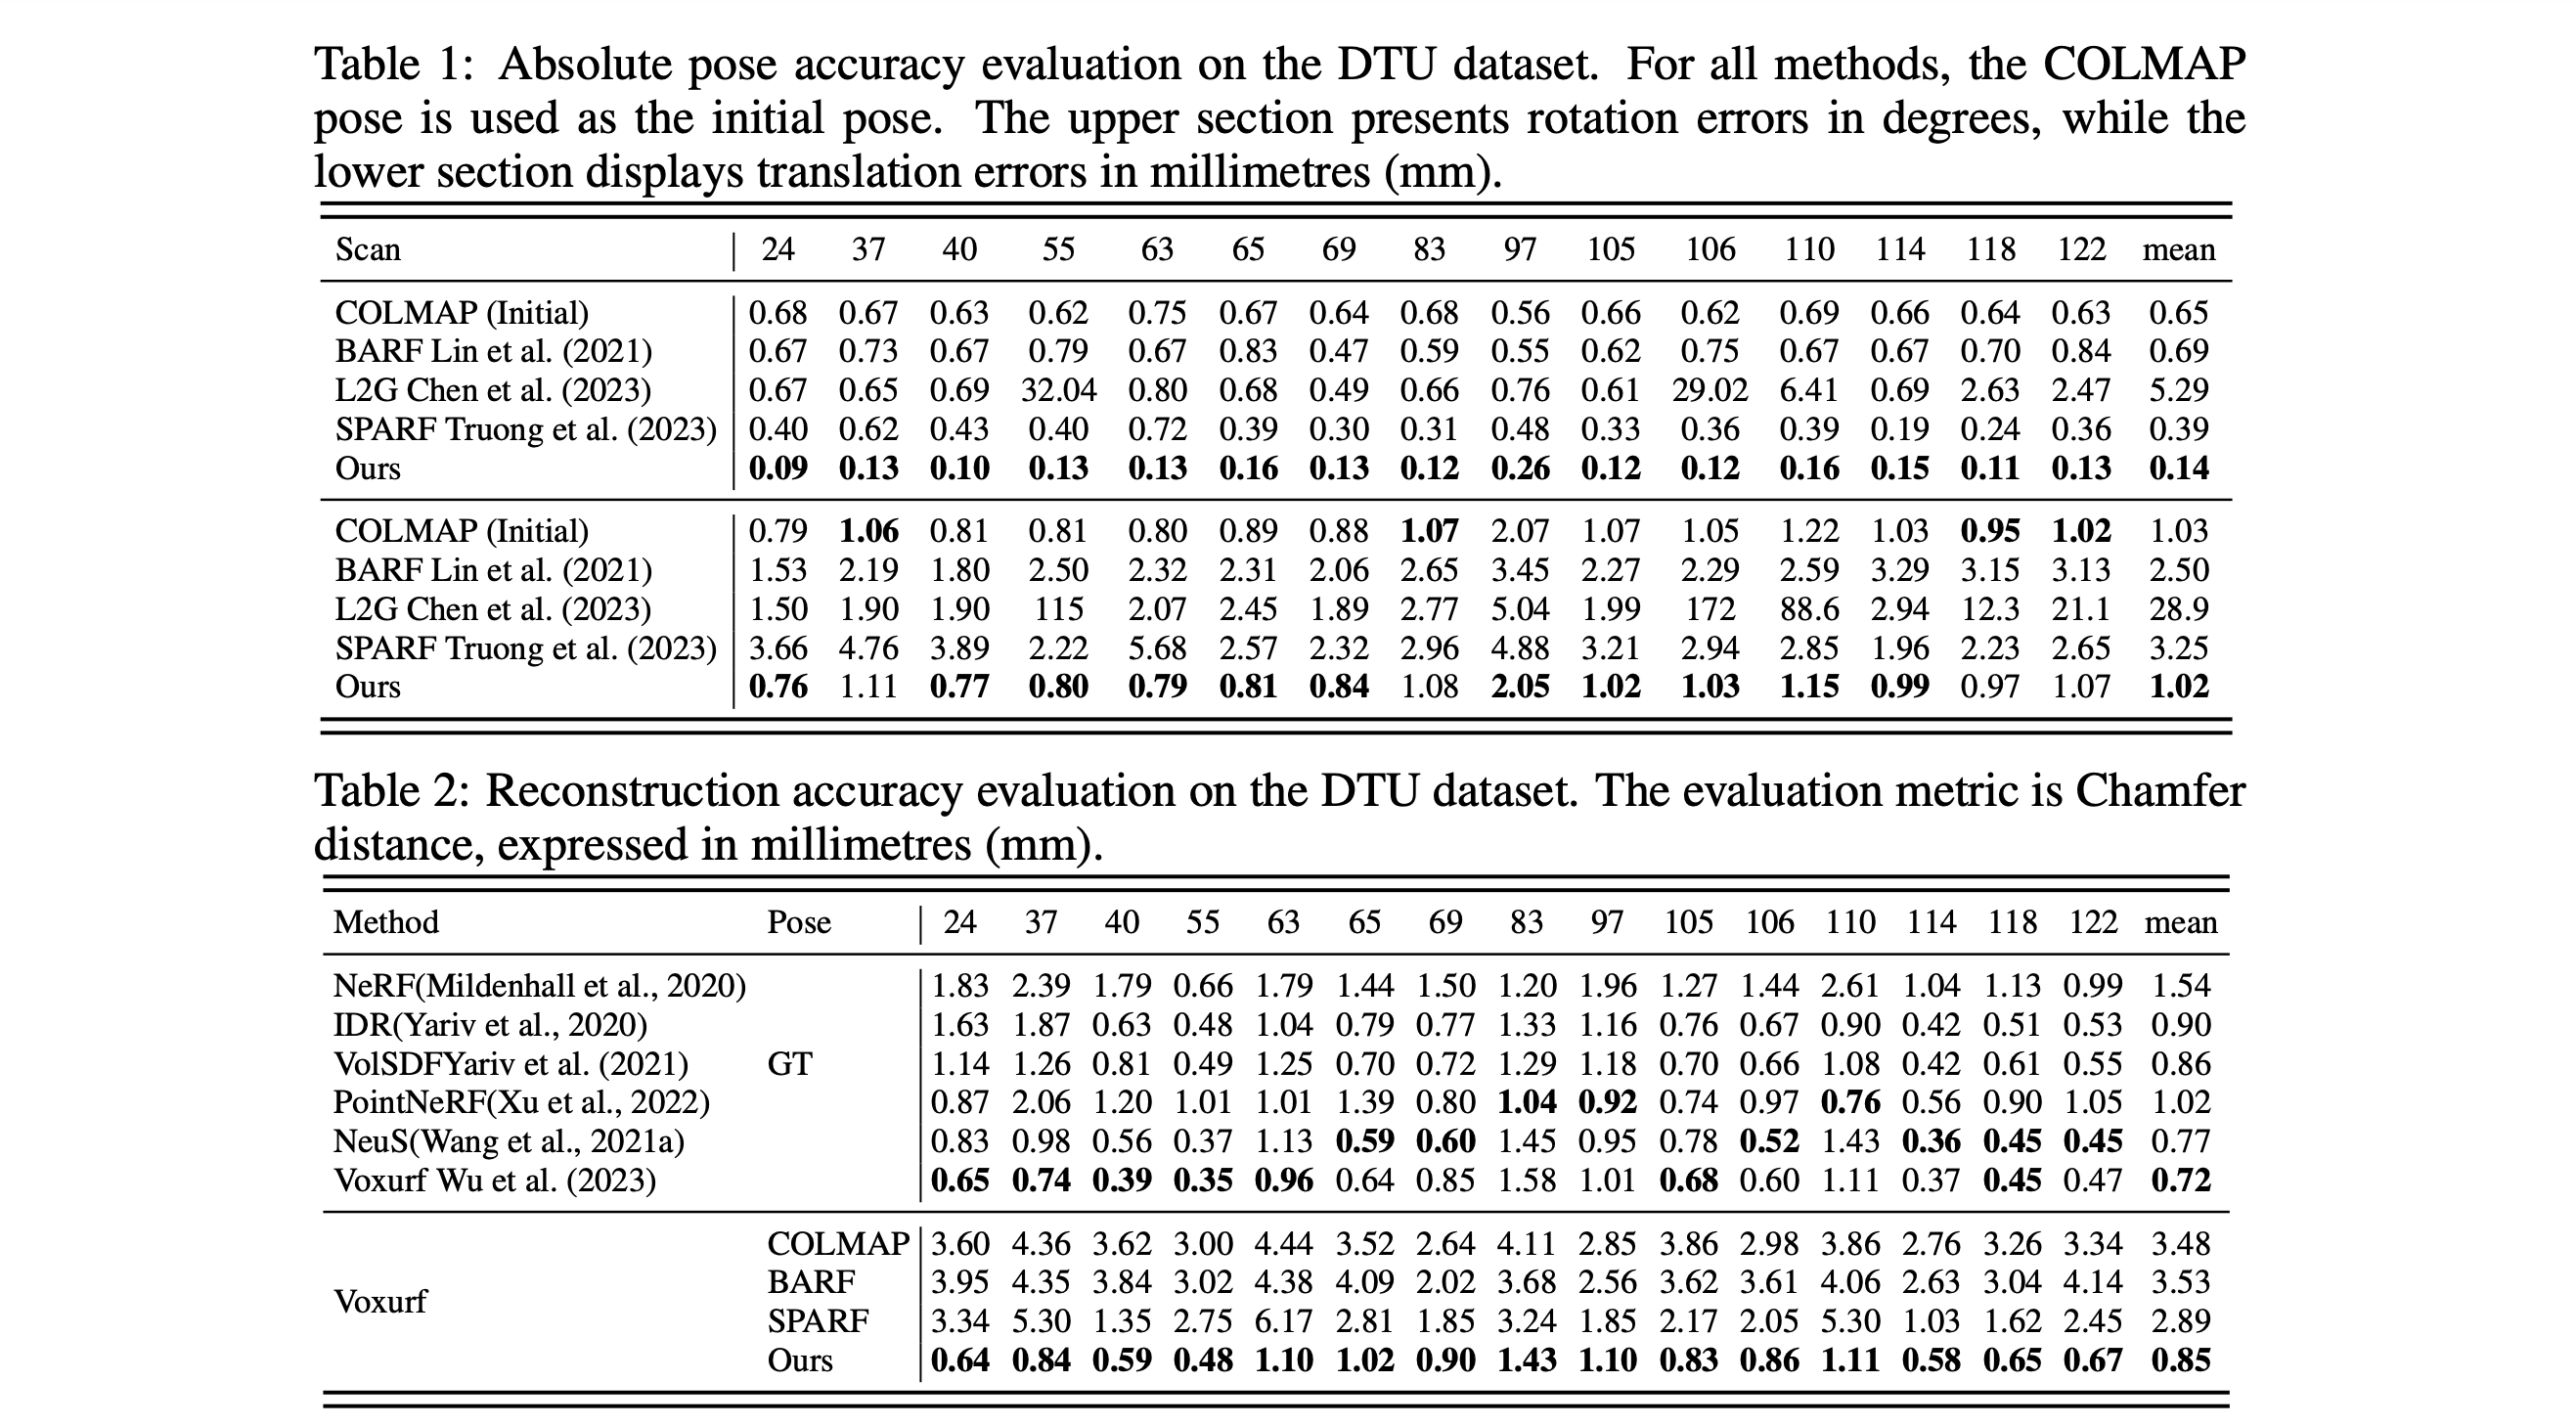 Table 1: Absolute pose accuracy evaluation on the DTU dataset. For all methods, the COLMAP
pose is used as the initial pose. The upper section presents rotation errors in degrees, while the
lower section displays translation errors in millimetres (mm).
Scan 24 37 40 55 63 65 69 83 97 105 106 110 114 118 122 mean
COLMAP (Initial) 0.68 0.67 0.63 0.62 0.75 0.67 0.64 0.68 0.56 0.66 0.62 0.69 0.66 0.64 0.63 0.65
BARF Lin et al. (2021) 0.67 0.73 0.67 0.79 0.67 0.83 0.47 0.59 0.55 0.62 0.75 0.67 0.67 0.70 0.84 0.69
L2G Chen et al. (2023) 0.67 0.65 0.69 32.04 0.80 0.68 0.49 0.66 0.76 0.61 29.02 6.41 0.69 2.63 2.47 5.29
SPARF Truong et al. (2023) 0.40 0.62 0.43 0.40 0.72 0.39 0.30 0.31 0.48 0.33 0.36 0.39 0.19 0.24 0.36 0.39
Ours 0.09 0.13 0.10 0.13 0.13 0.16 0.13 0.12 0.26 0.12 0.12 0.16 0.15 0.11 0.13 0.14
COLMAP (Initial) 0.79 1.06 0.81 0.81 0.80 0.89 0.88 1.07 2.07 1.07 1.05 1.22 1.03 0.95 1.02 1.03
BARF Lin et al. (2021) 1.53 2.19 1.80 2.50 2.32 2.31 2.06 2.65 3.45 2.27 2.29 2.59 3.29 3.15 3.13 2.50
L2G Chen et al. (2023) 1.50 1.90 1.90 115 2.07 2.45 1.89 2.77 5.04 1.99 172 88.6 2.94 12.3 21.1 28.9
SPARF Truong et al. (2023) 3.66 4.76 3.89 2.22 5.68 2.57 2.32 2.96 4.88 3.21 2.94 2.85 1.96 2.23 2.65 3.25
Ours 0.76 1.11 0.77 0.80 0.79 0.81 0.84 1.08 2.05 1.02 1.03 1.15 0.99 0.97 1.07 1.02
Table 2: Reconstruction accuracy evaluation on the DTU dataset. The evaluation metric is Chamfer
distance, expressed in millimetres (mm).
Method Pose 24 37 40 55 63 65 69 83 97 105 106 110 114 118 122 mean
NeRF(Mildenhall et al., 2020) 1.83 2.39 1.79 0.66 1.79 1.44 1.50 1.20 1.96 1.27 1.44 2.61 1.04 1.13 0.99 1.54
IDR(Yariv et al., 2020) 1.63 1.87 0.63 0.48 1.04 0.79 0.77 1.33 1.16 0.76 0.67 0.90 0.42 0.51 0.53 0.90
VolSDFYariv et al. (2021) GT 1.14 1.26 0.81 0.49 1.25 0.70 0.72 1.29 1.18 0.70 0.66 1.08 0.42 0.61 0.55 0.86
PointNeRF(Xu et al., 2022) 0.87 2.06 1.20 1.01 1.01 1.39 0.80 1.04 0.92 0.74 0.97 0.76 0.56 0.90 1.05 1.02
NeuS(Wang et al., 2021a) 0.83 0.98 0.56 0.37 1.13 0.59 0.60 1.45 0.95 0.78 0.52 1.43 0.36 0.45 0.45 0.77
Voxurf Wu et al. (2023) 0.65 0.74 0.39 0.35 0.96 0.64 0.85 1.58 1.01 0.68 0.60 1.11 0.37 0.45 0.47 0.72
COLMAP 3.60 4.36 3.62 3.00 4.44 3.52 2.64 4.11 2.85 3.86 2.98 3.86 2.76 3.26 3.34 3.48
BARF 3.95 4.35 3.84 3.02 4.38 4.09 2.02 3.68 2.56 3.62 3.61 4.06 2.63 3.04 4.14 3.53
Voxurf
SPARF 3.34 5.30 1.35 2.75 6.17 2.81 1.85 3.24 1.85 2.17 2.05 5.30 1.03 1.62 2.45 2.89
Ours 0.64 0.84 0.59 0.48 1.10 1.02 0.90 1.43 1.10 0.83 0.86 1.11 0.58 0.65 0.67 0.85